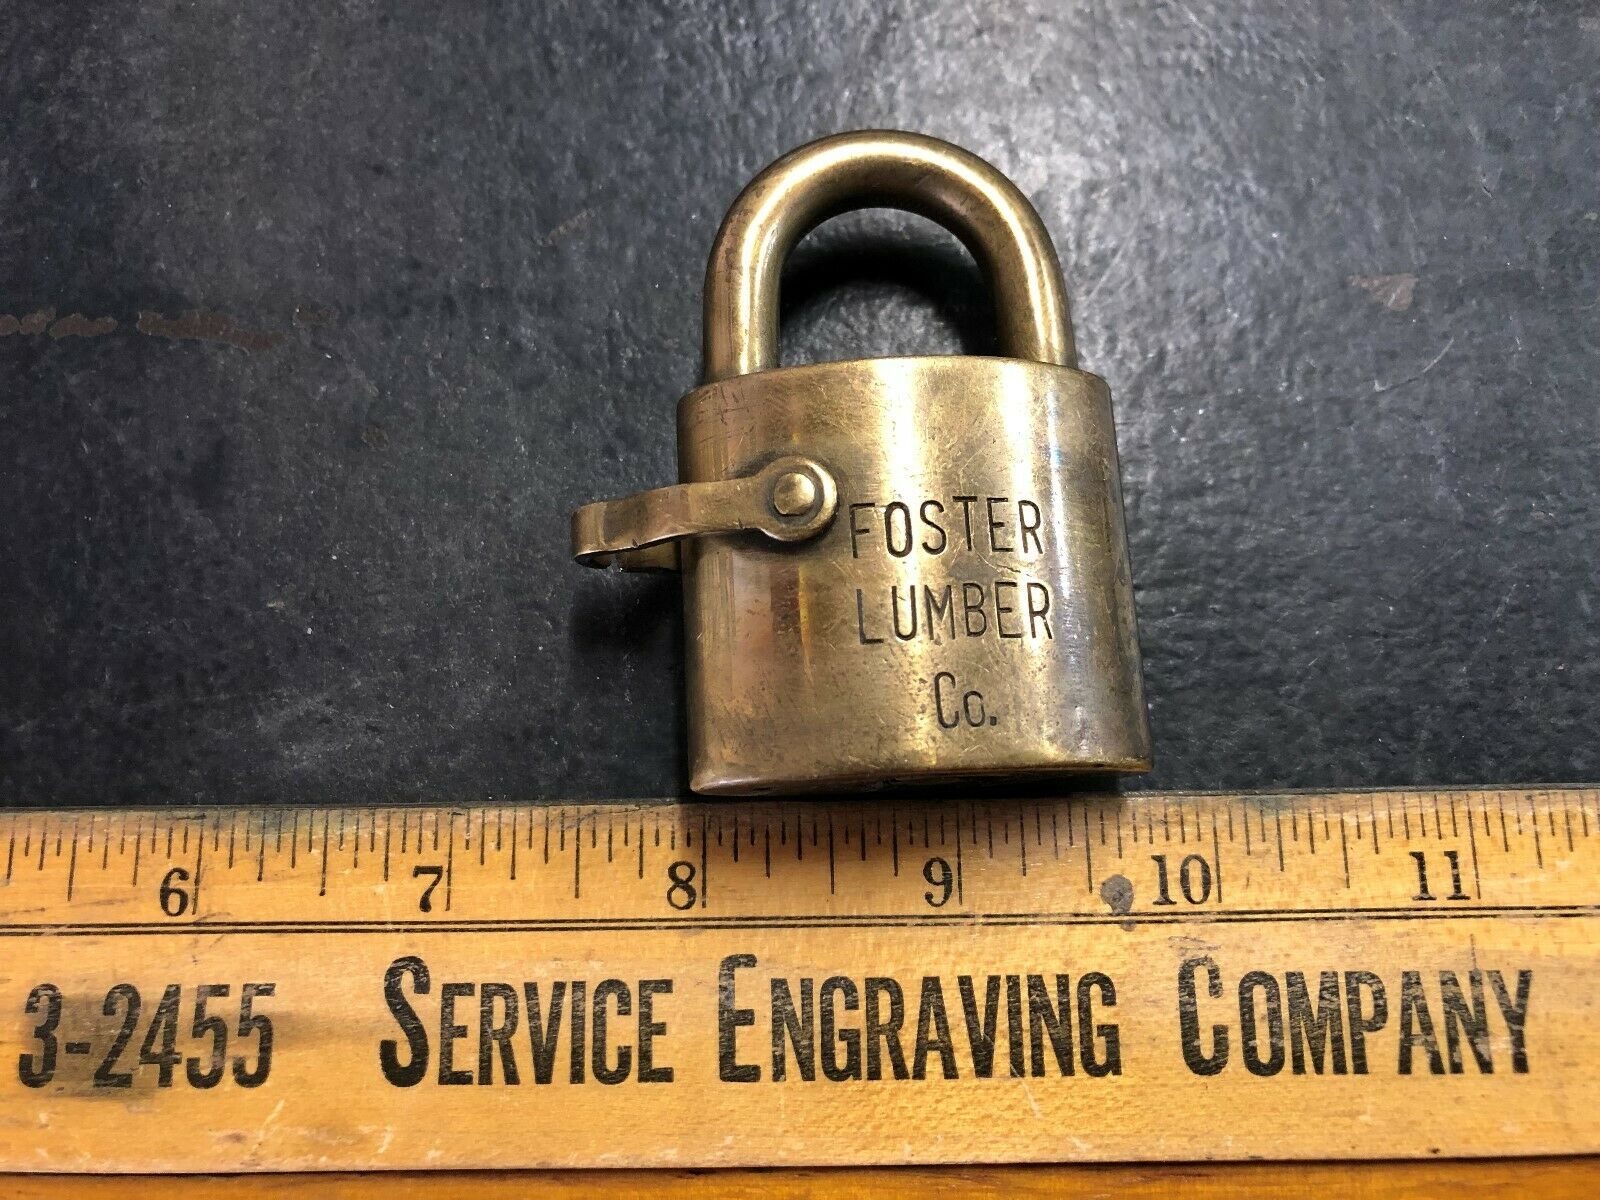 FOSTER
LUMBER
Co.
6 7 8 9 10 11
3-2455 SERVICE ENGRAVING COMPANY